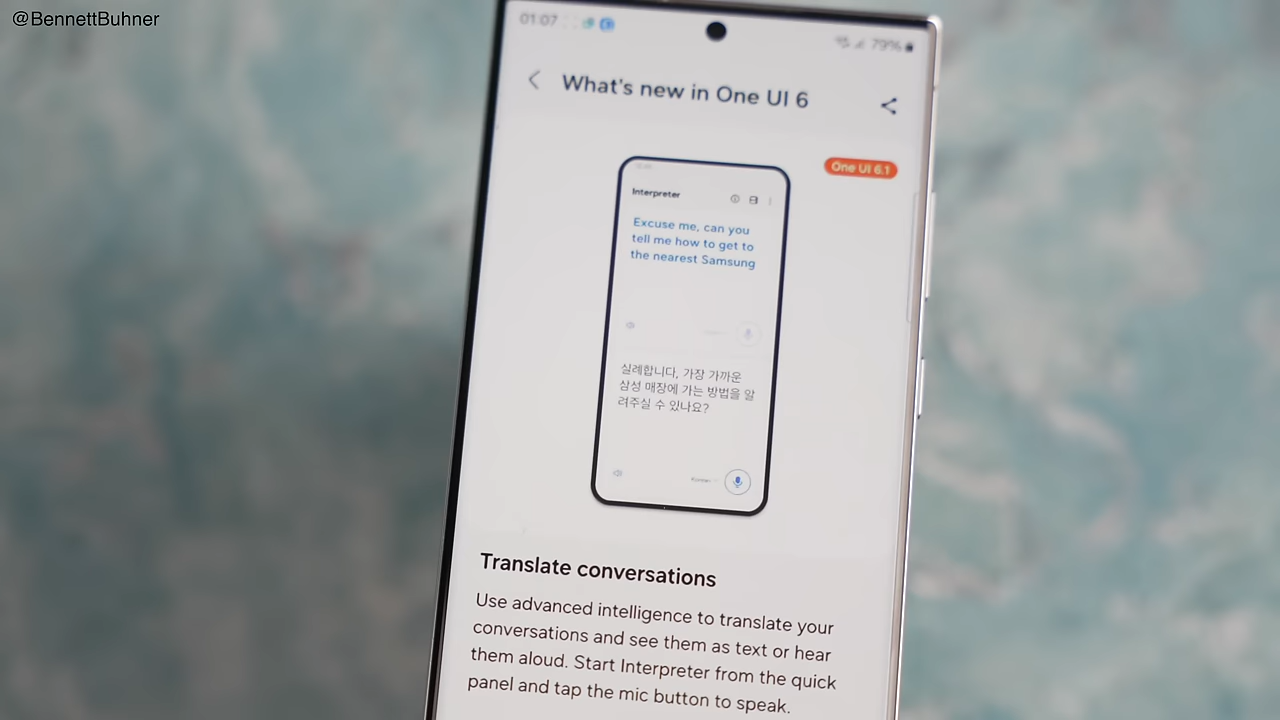 @BennettBuhner
01:07
79%
What's new in One UI 6
One UI 6.1
Interpreter
Excuse me, can you
tell me how to get to
the nearest Samsung
실례합니다, 가장 가까운
삼성 매장에 가는 방법을 알
려주실 수 있나요?
Korean
Translate conversations
Use advanced intelligence to translate your
conversations and see them as text or hear
them aloud. Start Interpreter from the quick
panel and tap the mic button to speak.